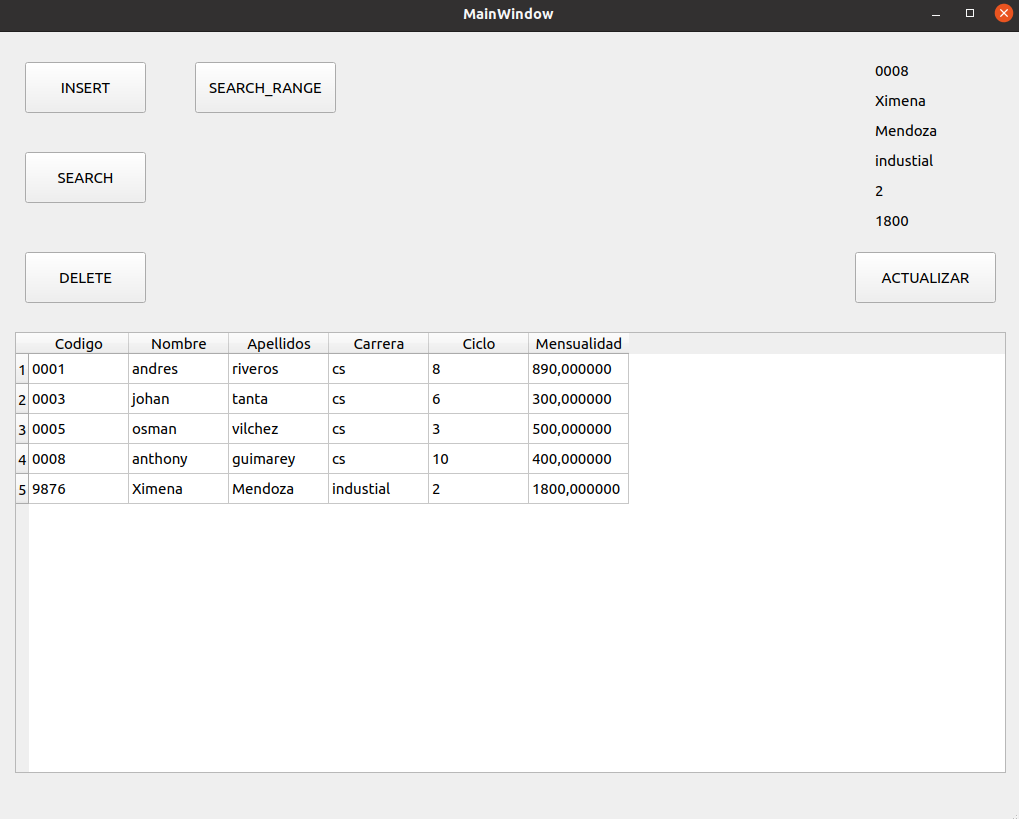 MainWindow
INSERT SEARCH_RANGE
0008
Ximena
Mendoza
industial
2
1800
SEARCH
DELETE
ACTUALIZAR
Codigo Nombre Apellidos Carrera Ciclo Mensualidad
1 0001 andres riveros cs 8 890,000000
2 0003 johan tanta cs 6 300,000000
3 0005 osman vilchez cs 3 500,000000
4 0008 anthony guimarey cs 10 400,000000
5 9876 Ximena Mendoza industial 2 1800,000000